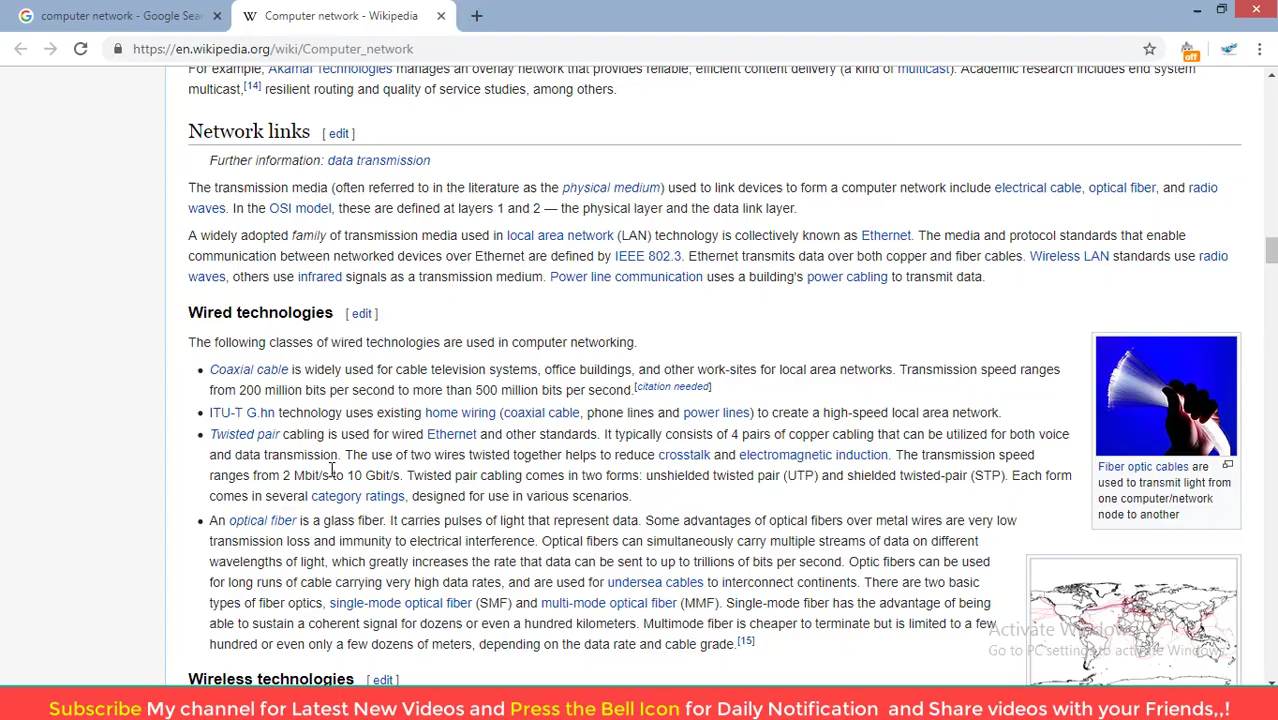 computer network - Google Sear
Computer network - Wikipedia
https://en.wikipedia.org/wiki/Computer_network
off
For example, Akamai Technologies manages an overlay network that provides reliable, efficient content delivery (a kind of multicast). Academic research includes end system
multicast,[14] resilient routing and quality of service studies, among others.
Network links [ edit ]
Further information: data transmission
The transmission media (often referred to in the literature as the physical medium) used to link devices to form a computer network include electrical cable, optical fiber, and radio
waves. In the OSI model, these are defined at layers 1 and 2 — the physical layer and the data link layer.
A widely adopted family of transmission media used in local area network (LAN) technology is collectively known as Ethernet. The media and protocol standards that enable
communication between networked devices over Ethernet are defined by IEEE 802.3. Ethernet transmits data over both copper and fiber cables. Wireless LAN standards use radio
waves, others use infrared signals as a transmission medium. Power line communication uses a building's power cabling to transmit data.
Wired technologies [ edit ]
The following classes of wired technologies are used in computer networking.
• Coaxial cable is widely used for cable television systems, office buildings, and other work-sites for local area networks. Transmission speed ranges
from 200 million bits per second to more than 500 million bits per second.[citation needed]
• ITU-T G.hn technology uses existing home wiring (coaxial cable, phone lines and power lines) to create a high-speed local area network.
• Twisted pair cabling is used for wired Ethernet and other standards. It typically consists of 4 pairs of copper cabling that can be utilized for both voice
and data transmission. The use of two wires twisted together helps to reduce crosstalk and electromagnetic induction. The transmission speed
ranges from 2 Mbit/s to 10 Gbit/s. Twisted pair cabling comes in two forms: unshielded twisted pair (UTP) and shielded twisted-pair (STP). Each form
comes in several category ratings, designed for use in various scenarios.
• An optical fiber is a glass fiber. It carries pulses of light that represent data. Some advantages of optical fibers over metal wires are very low
transmission loss and immunity to electrical interference. Optical fibers can simultaneously carry multiple streams of data on different
wavelengths of light, which greatly increases the rate that data can be sent to up to trillions of bits per second. Optic fibers can be used
for long runs of cable carrying very high data rates, and are used for undersea cables to interconnect continents. There are two basic
types of fiber optics, single-mode optical fiber (SMF) and multi-mode optical fiber (MMF). Single-mode fiber has the advantage of being
able to sustain a coherent signal for dozens or even a hundred kilometers. Multimode fiber is cheaper to terminate but is limited to a few
hundred or even only a few dozens of meters, depending on the data rate and cable grade.[15]
Fiber optic cables are
used to transmit light from
one computer/network
node to another
Activate Windows
Go to PC settings to activate Windows.
Wireless technologies [ edit ]
Subscribe My channel for Latest New Videos and Press the Bell Icon for Daily Notification and Share videos with your Friends,,!